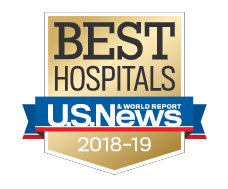 BEST
HOSPITALS
U.S.News
& WORLD REPORT
2018-19